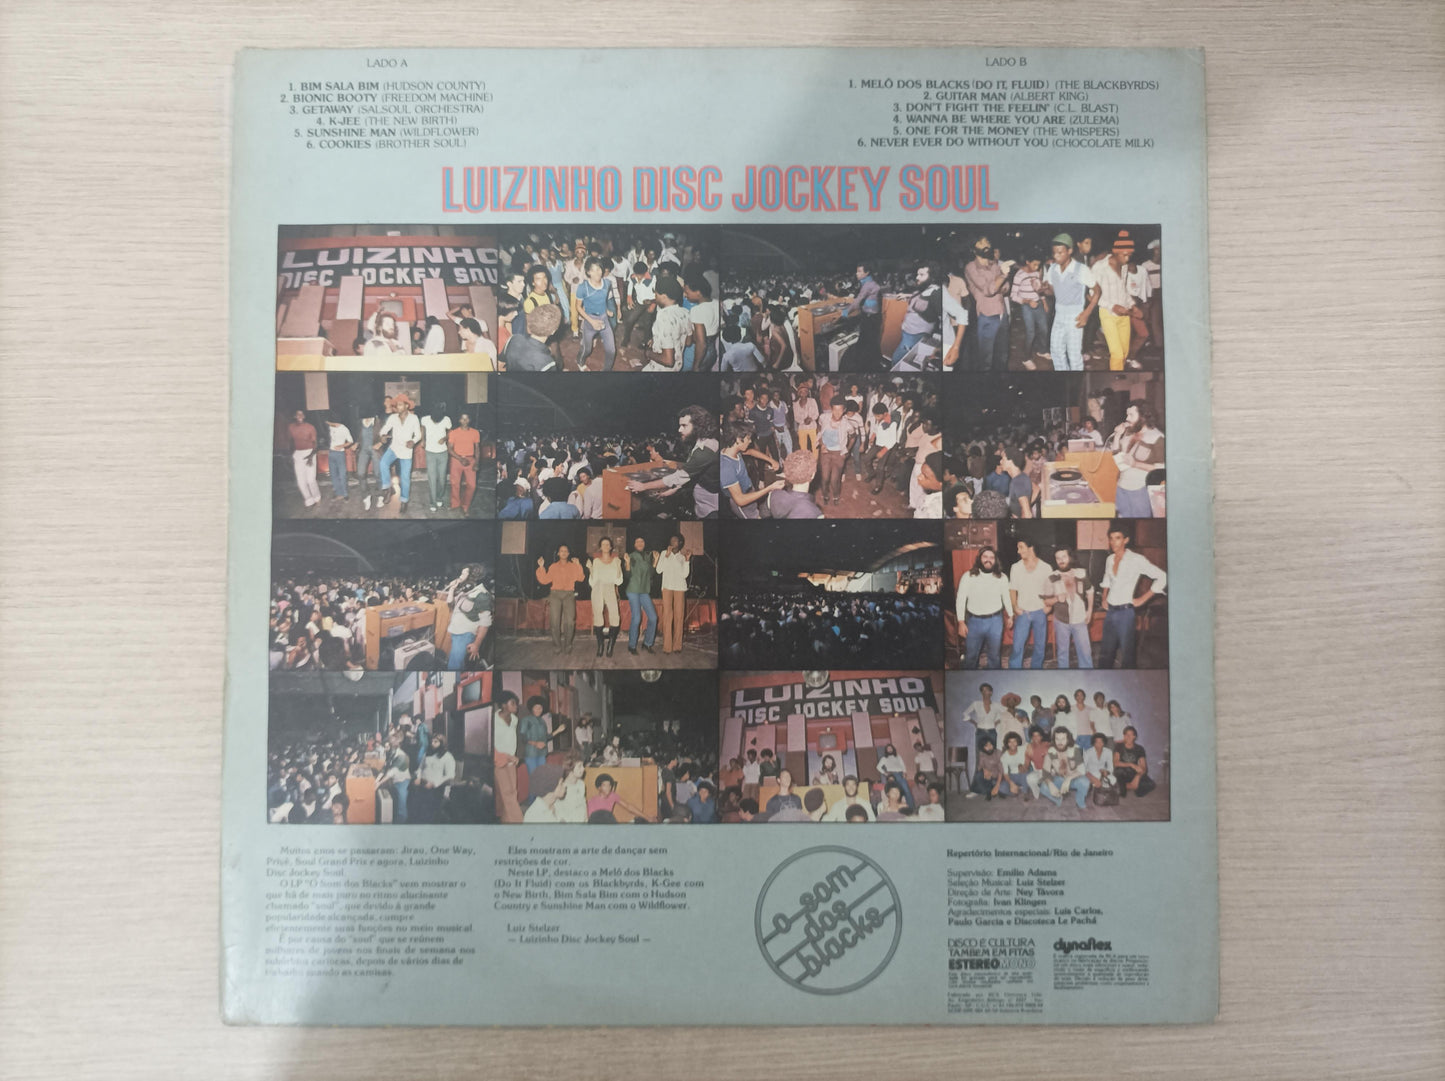 LADO A
1. BIM SALA BIM (HUDSON COUNTY)
2. BIONIC BOOTY (FREEDOM MACHINE)
3. GETAWAY (SALSOUL ORCHESTRA)
4. K-JEE (THE NEW BIRTH)
5. SUNSHINE MAN (WILDFLOWER)
6. COOKIES (BROTHER SOUL)
LADO B
1. MELÔ DOS BLACKS (DO IT, FLUID) (THE BLACKBYRDS)
2. GUITAR MAN (ALBERT KING)
3. DON'T FIGHT THE FEELIN' (C.L. BLAST)
4. WANNA BE WHERE YOU ARE (ZULEMA)
5. ONE FOR THE MONEY (THE WHISPERS)
6. NEVER EVER DO WITHOUT YOU (CHOCOLATE MILK)
LUIZINHO DISC JOCKEY SOUL
LUIZINHO
DISC JOCKEY SOU
LUIZINHO
DISC JOCKEY SOUL
Muitos anos se passaram: Jirau, One Way,
Privê, Soul Grand Prix e agora, Luizinho
Disc Jockey Soul.
O LP "O Som dos Blacks" vem mostrar o
que há de mais puro no ritmo alucinante
chamado "soul", que devido à grande
popularidade alcançada, cumpre
eficientemente suas funções no meio musical.
É por causa do "soul" que se reúnem
milhares de jovens nos finais de semana nos
subúrbios cariocas, depois de vários dias de
trabalho suando as camisas.
Eles mostram a arte de dançar sem
restrições de cor.
Neste LP, destaco a Melô dos Blacks
(Do It Fluid) com os Blackbyrds, K-Gee com
o New Birth, Bim Sala Bim com o Hudson
Country e Sunshine Man com o Wildflower.
Luiz Stelzer
— Luizinho Disc Jockey Soul —
o som
dos
blacks
Repertório Internacional/Rio de Janeiro
Supervisão: Emílio Adams
Seleção Musical: Luiz Stelzer
Direção de Arte: Ney Távora
Fotografia: Ivan Klingen
Agradecimentos especiais: Luís Carlos,
Paulo Garcia e Discoteca Le Pachá
DISCO É CULTURA
TAMBÉM EM FITAS
ESTEREO MONO
dynaflex